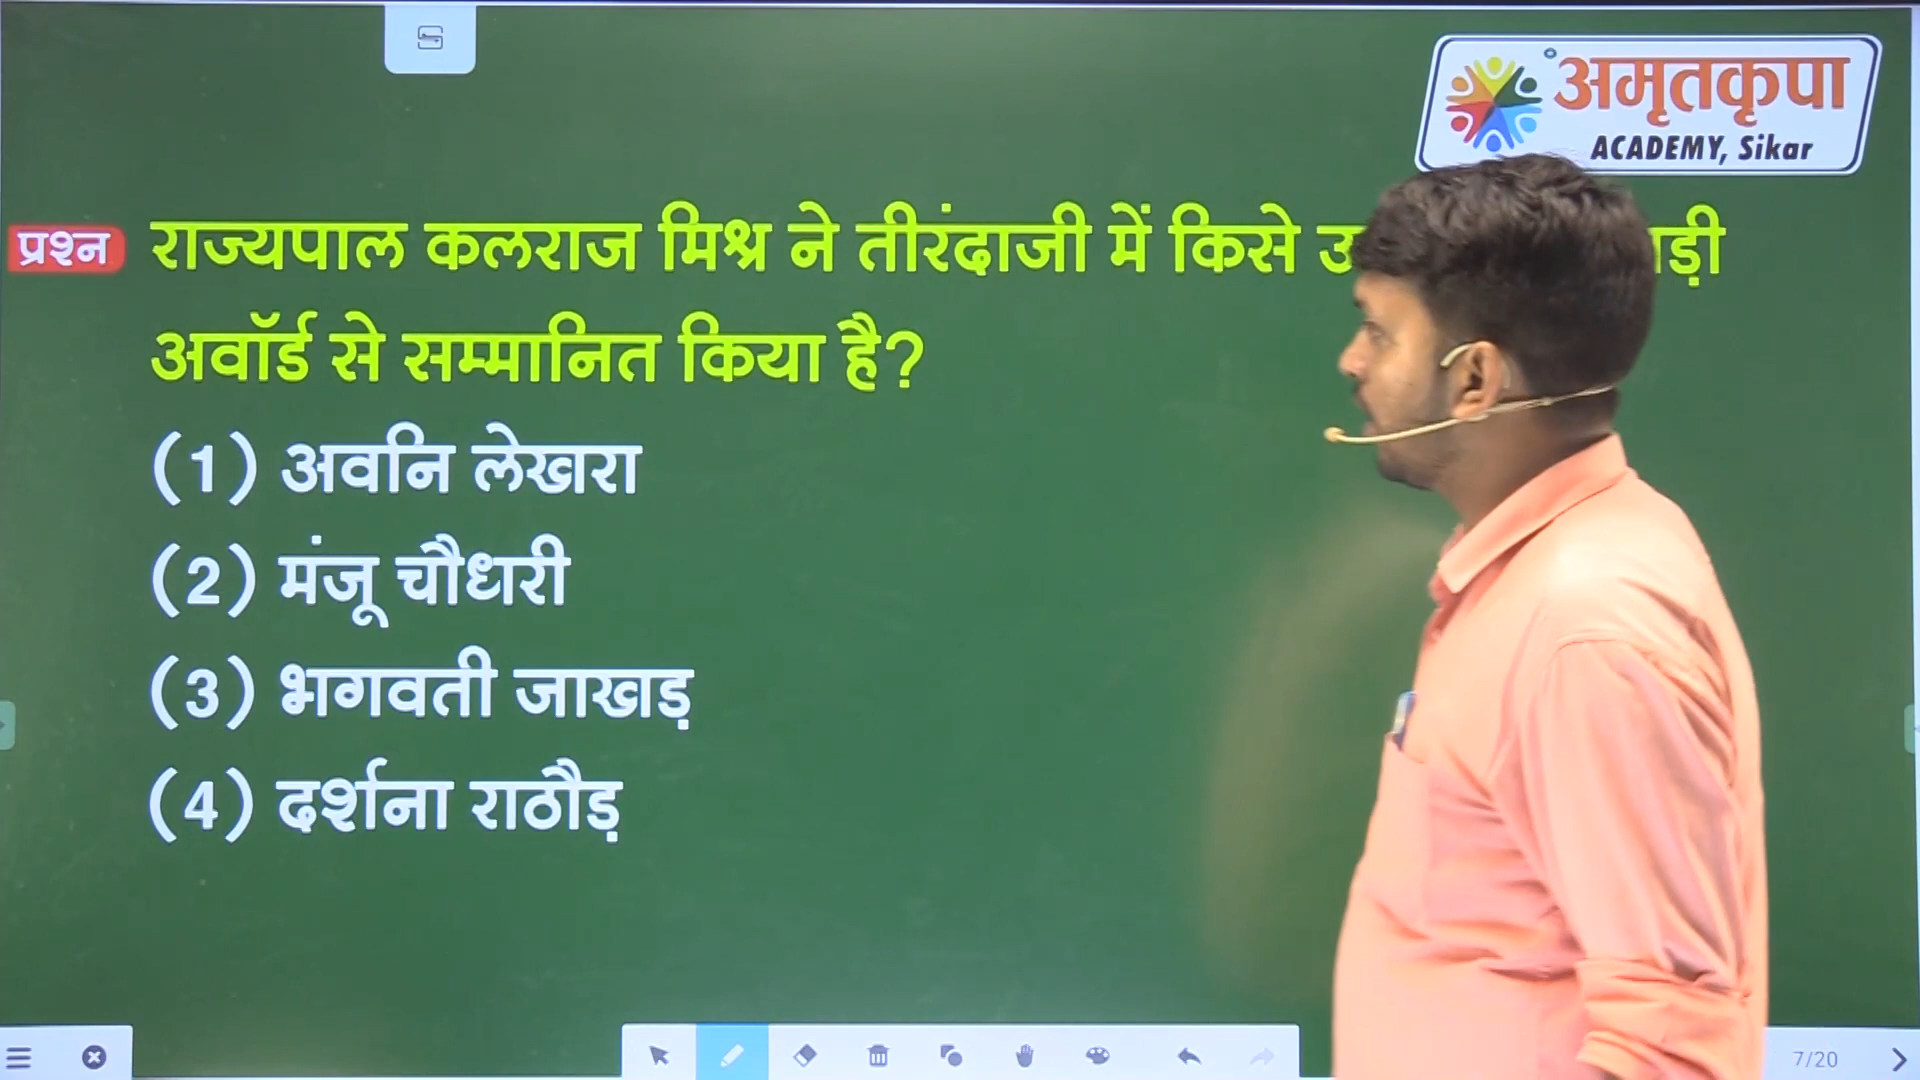 अमृतकृपा
ACADEMY, Sikar
प्रश्न राज्यपाल कलराज मिश्र ने तीरंदाजी में किसे
अवॉर्ड से सम्मानित किया है?
(1) अवनि लेखरा
(2) मंजू चौधरी
(3) भगवती जाखड़
(4) दर्शना राठौड़
7/20